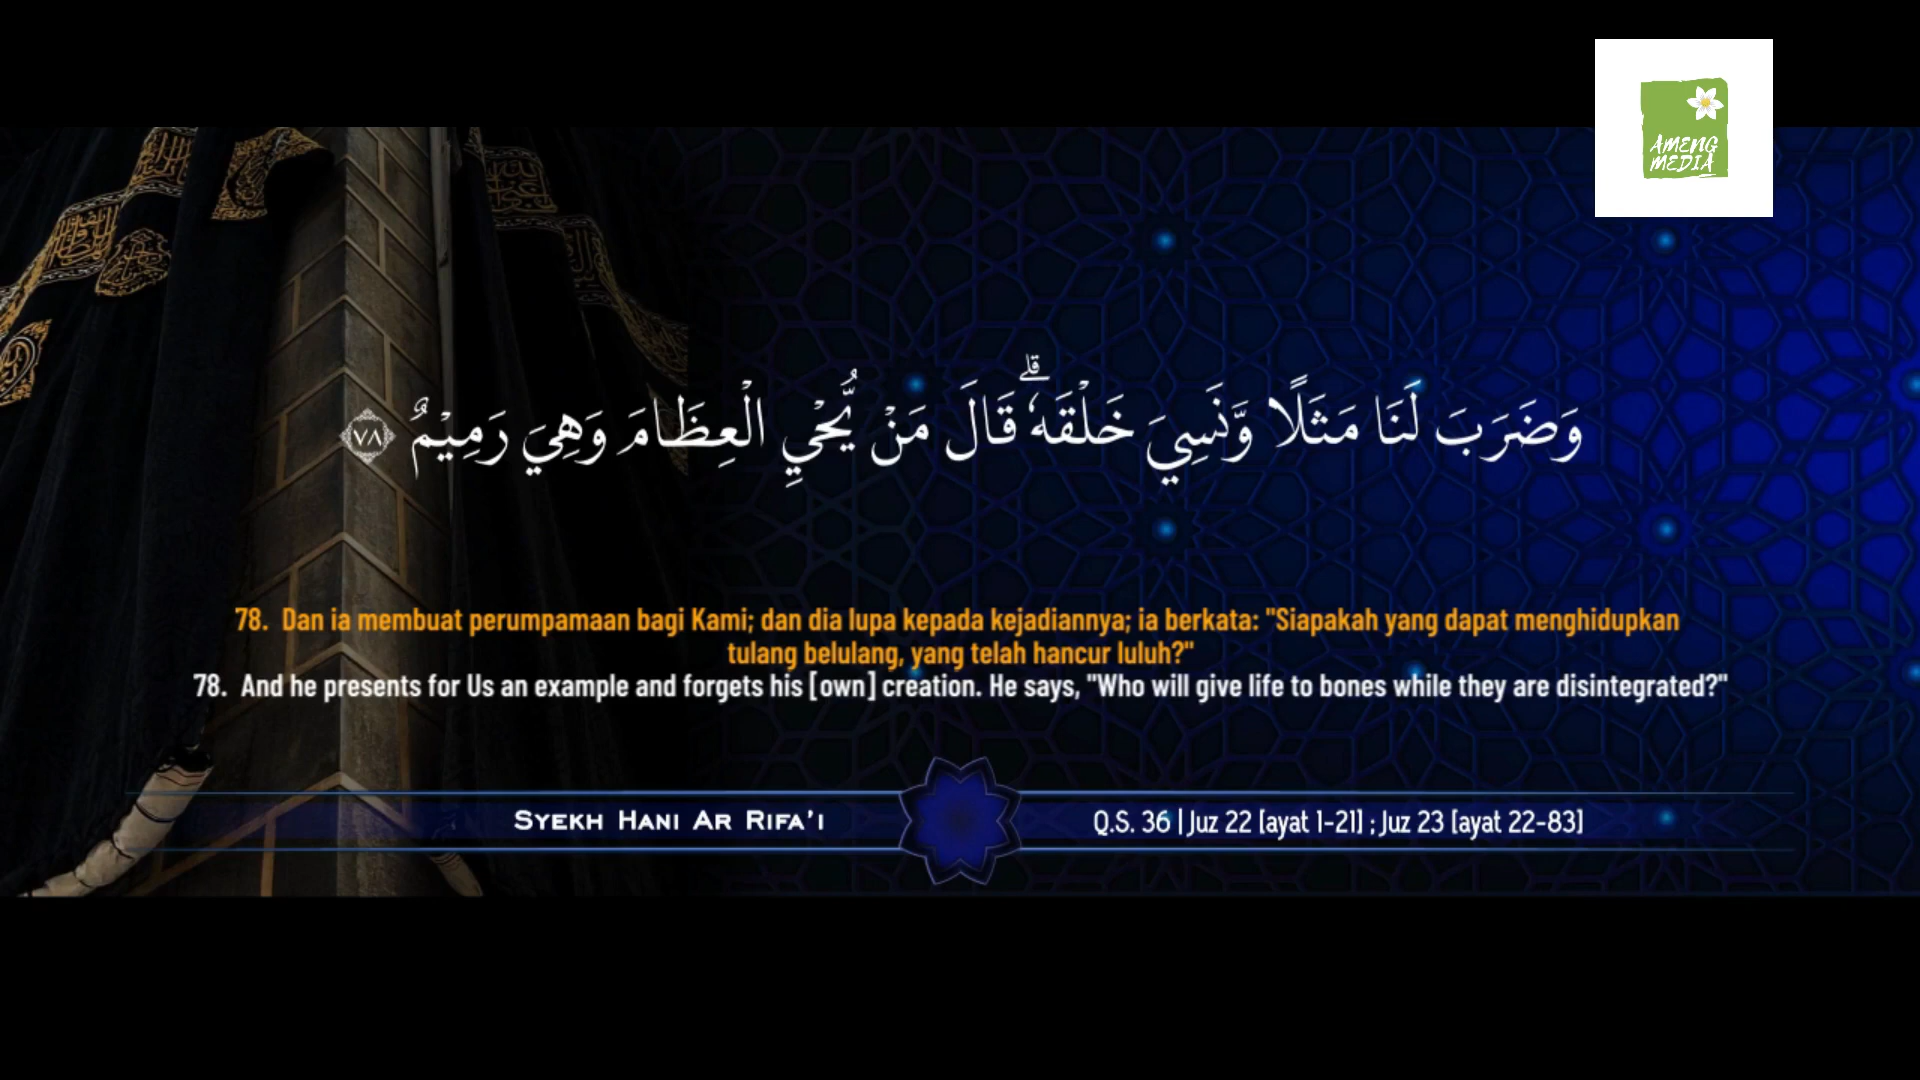 AMENG
MEDIA
وَضَرَبَ لَنَا مَثَلًا وَّنَسِيَ خَلْقَهٗۗ قَالَ مَنْ يُّحْيِ الْعِظَامَ وَهِيَ رَمِيْمٌ ٧٨
78. Dan ia membuat perumpamaan bagi Kami; dan dia lupa kepada kejadiannya; ia berkata: "Siapakah yang dapat menghidupkan
tulang belulang, yang telah hancur luluh?"
78. And he presents for Us an example and forgets his [own] creation. He says, "Who will give life to bones while they are disintegrated?"
Syekh Hani Ar Rifa'i
Q.S. 36 | Juz 22 [ayat 1-21] ; Juz 23 [ayat 22-83]